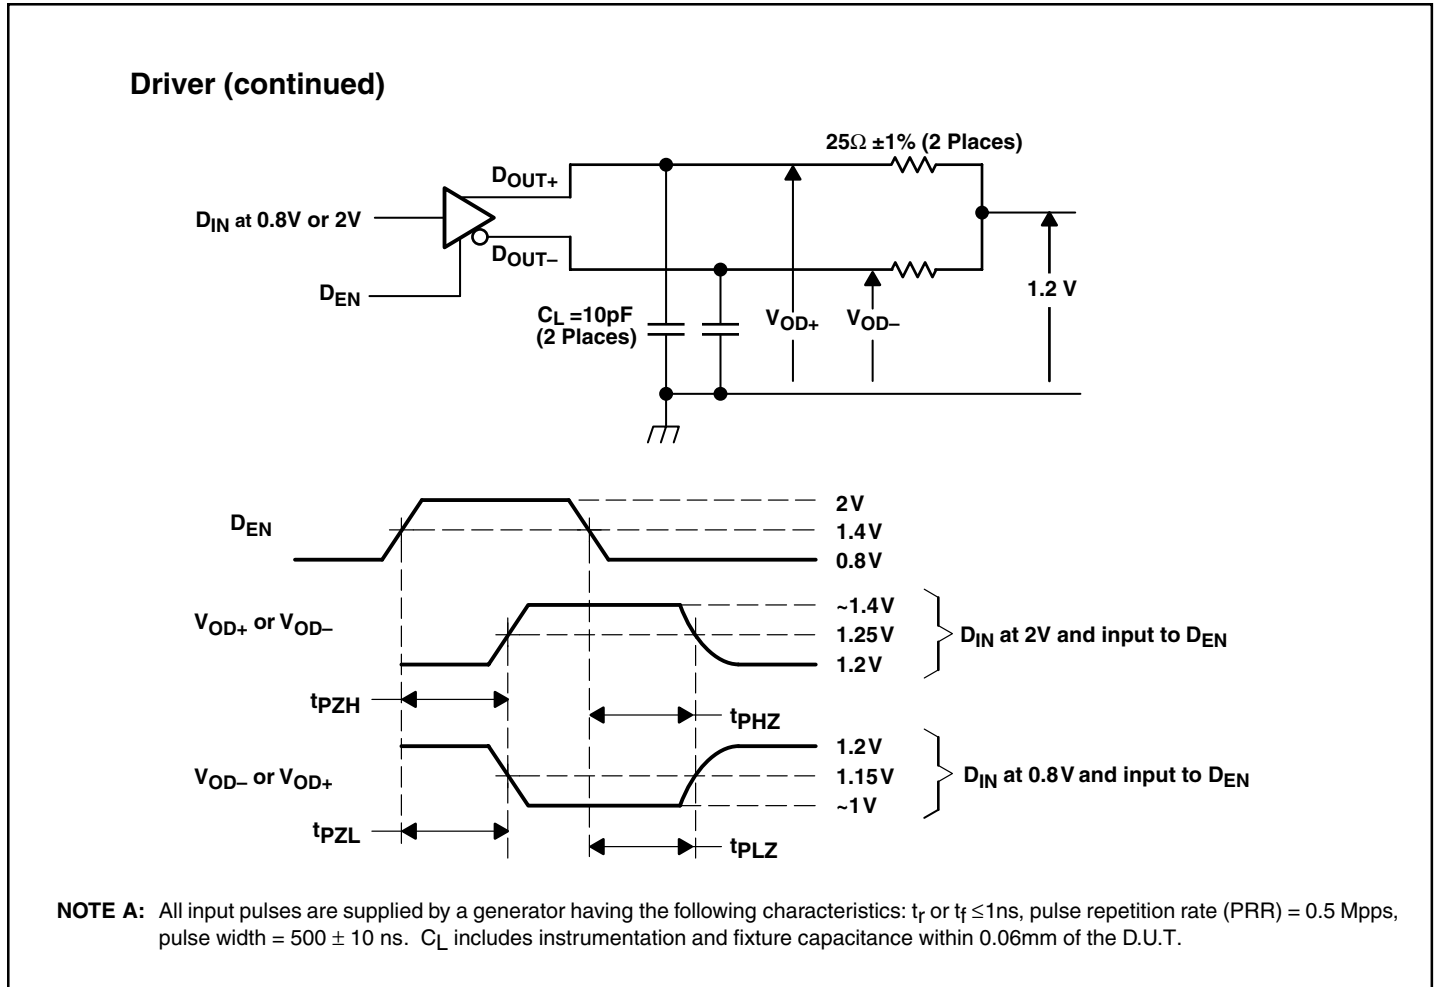 Driver (continued)
25Ω ±1% (2 Places)
DOUT+
DIN at 0.8V or 2V
DOUT–
DEN
1.2 V
CL =10pF
(2 Places)
VOD+
VOD–
2V
DEN
1.4V
0.8V
~1.4V
VOD+ or VOD–
1.25V
DIN at 2V and input to DEN
1.2V
tPZH
tPHZ
1.2V
VOD– or VOD+
1.15V
DIN at 0.8V and input to DEN
~1V
tPZL
tPLZ
NOTE A: All input pulses are supplied by a generator having the following characteristics: tr or tf ≤1ns, pulse repetition rate (PRR) = 0.5 Mpps,
pulse width = 500 ± 10 ns. CL includes instrumentation and fixture capacitance within 0.06mm of the D.U.T.